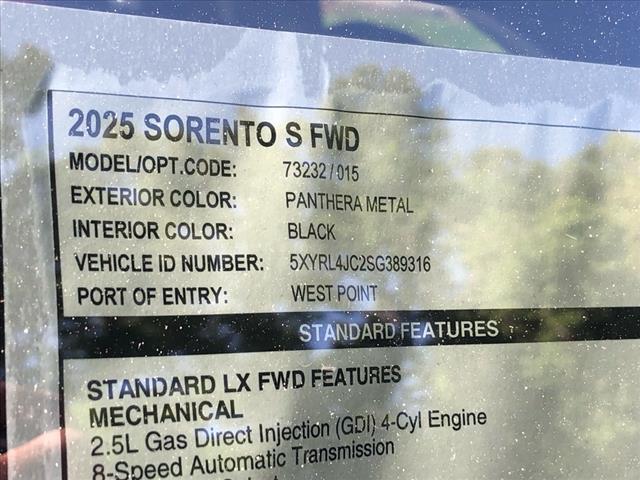 2025 SORENTO S FWD
MODEL/OPT.CODE: 73232/015
EXTERIOR COLOR: PANTHERA METAL
INTERIOR COLOR: BLACK
VEHICLE ID NUMBER: 5XYRL4JC2SG389316
PORT OF ENTRY: WEST POINT
STANDARD FEATURES
STANDARD LX FWD FEATURES
MECHANICAL
2.5L Gas Direct Injection (GDI) 4-Cyl Engine
8-Speed Automatic Transmission